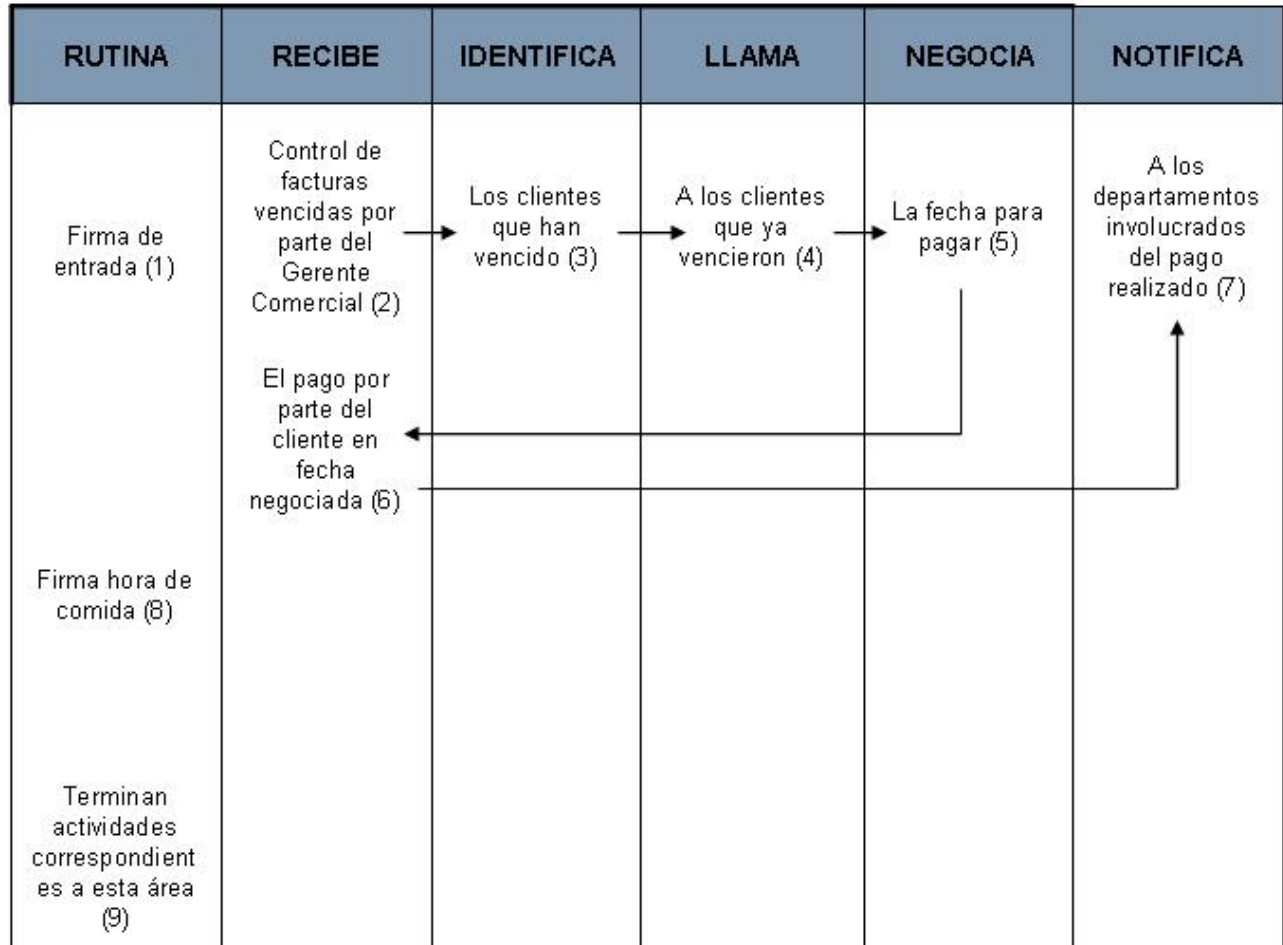 RUTINA
RECIBE
IDENTIFICA
LLAMA
NEGOCIA
NOTIFICA
Firma de
entrada (1)
Control de
facturas
vencidas por
parte del
Gerente
Comercial (2)
Los clientes
que han
vencido (3)
A los clientes
que ya
vencieron (4)
La fecha para
pagar (5)
A los
departamentos
involucrados
del pago
realizado (7)
El pago por
parte del
cliente en
fecha
negociada (6)
Firma hora de
comida (8)
Terminan
actividades
correspondient
es a esta área
(9)